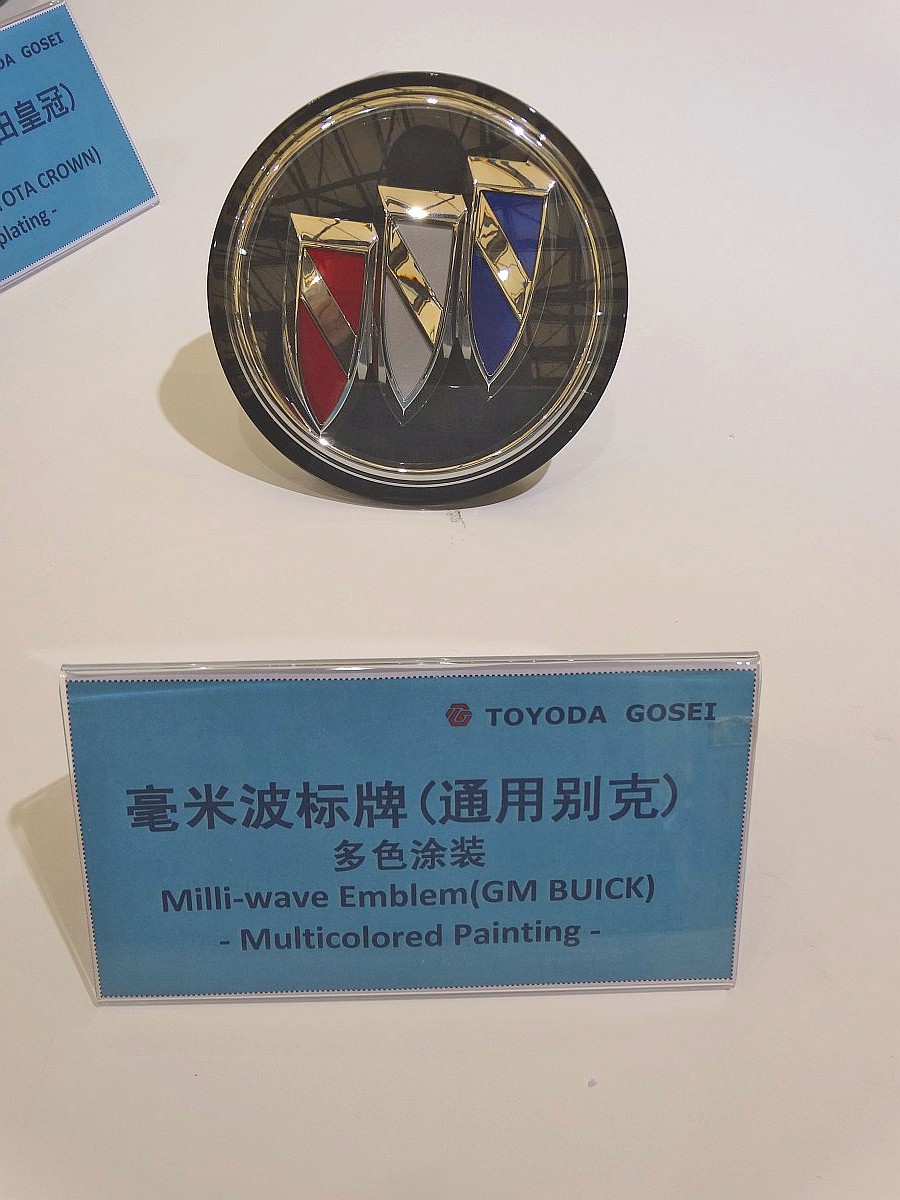 GOSEI
田皇冠)
CROWN)
plating -
TOYODA GOSEI
毫米波标牌(通用别克)
多色涂装
Milli-wave Emblem(GM BUICK)
- Multicolored Painting -